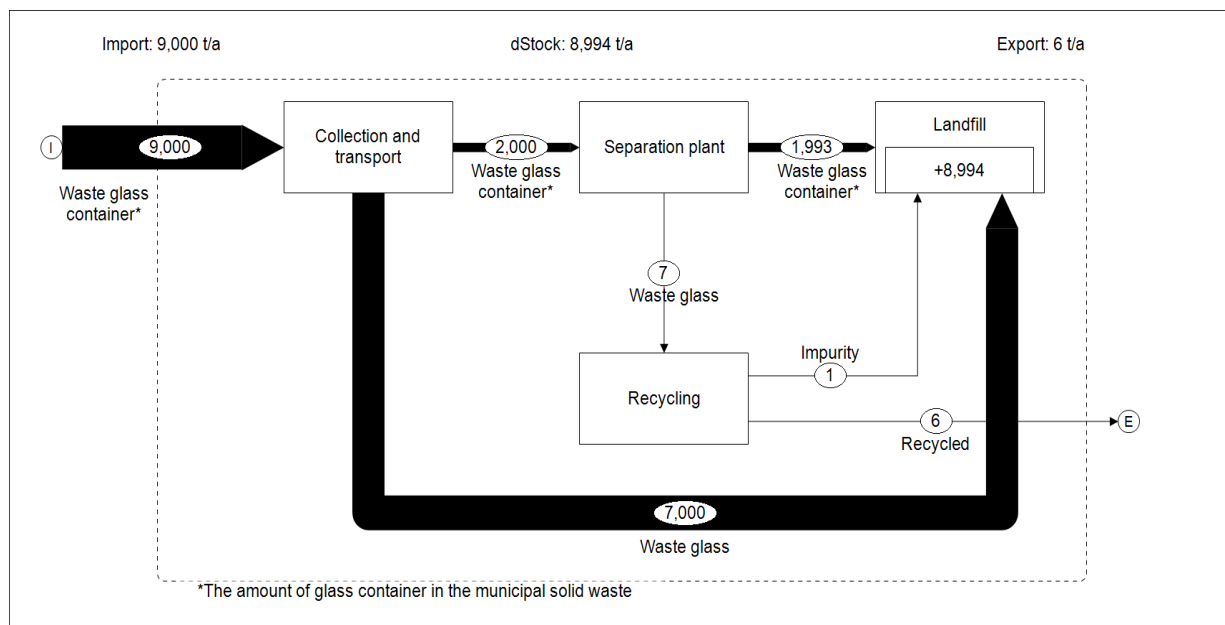 Import: 9,000 t/a
dStock: 8,994 t/a
Export: 6 t/a
I
9,000
Waste glass
container*
Collection and
transport
2,000
Waste glass
container*
Separation plant
1,993
Waste glass
container*
Landfill
+8,994
7
Waste glass
Recycling
Impurity
1
6
Recycled
E
7,000
Waste glass
*The amount of glass container in the municipal solid waste